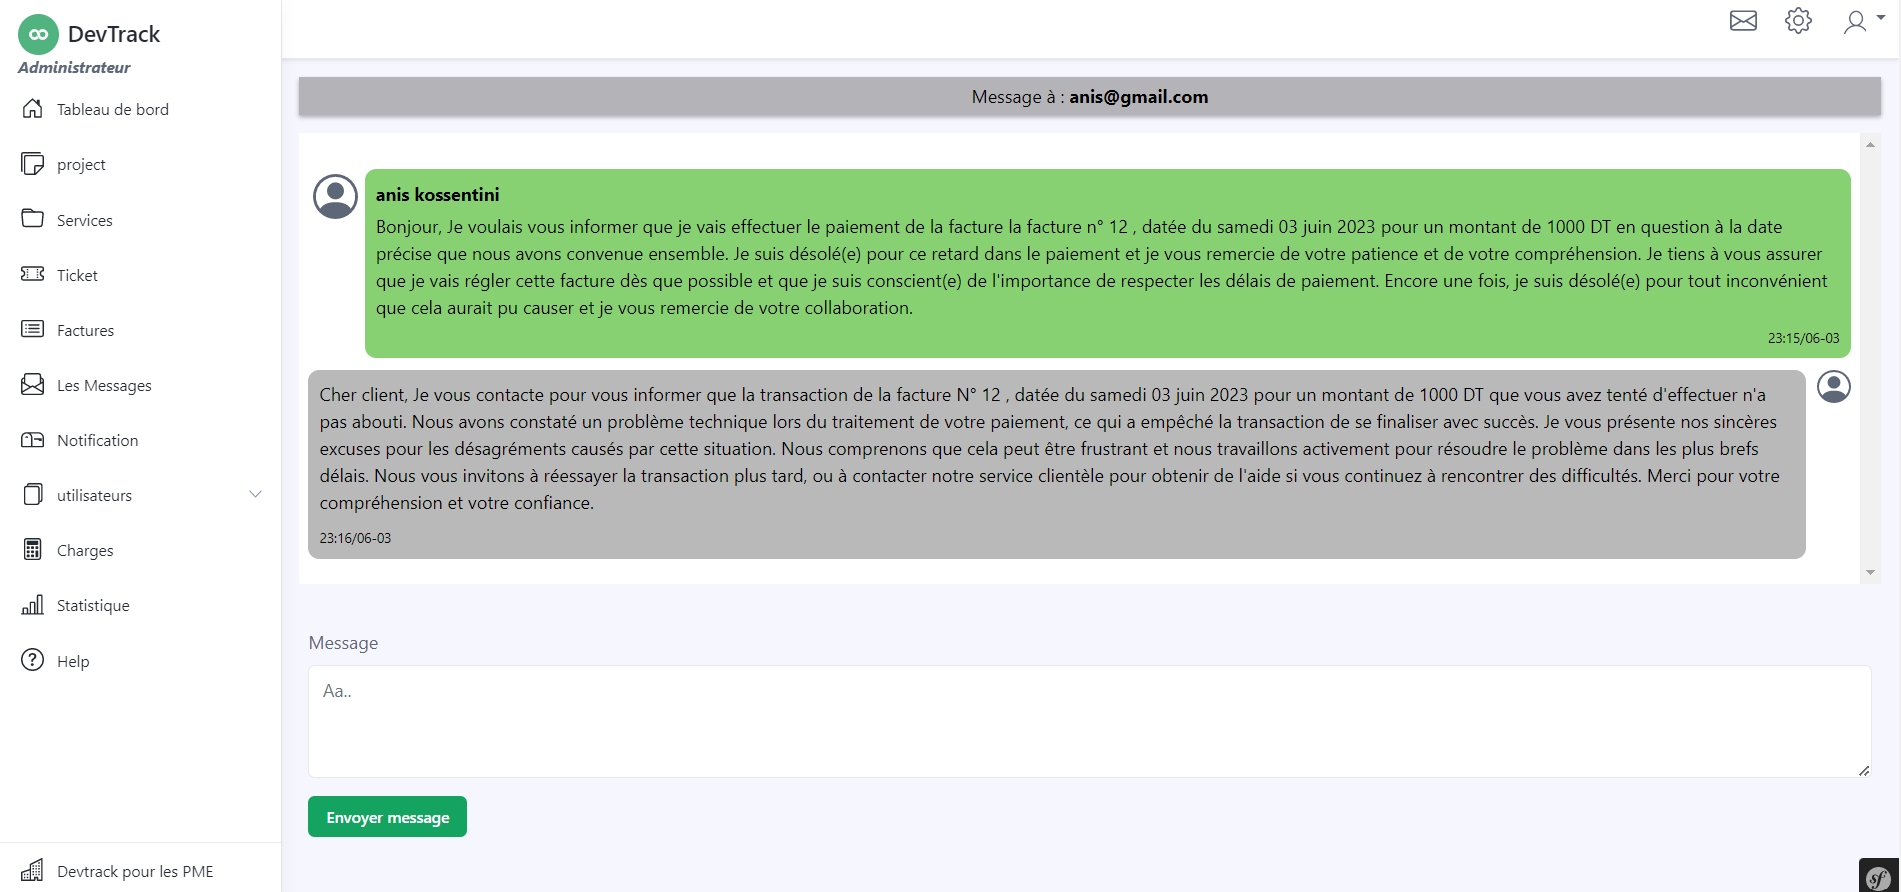 DevTrack
Administrateur
Tableau de bord
project
Services
Ticket
Factures
Les Messages
Notification
utilisateurs
Charges
Statistique
Help
Devtrack pour les PME
Message à : anis@gmail.com
anis kossentini
Bonjour, Je voulais vous informer que je vais effectuer le paiement de la facture la facture n° 12 , datée du samedi 03 juin 2023 pour un montant de 1000 DT en question à la date
précise que nous avons convenue ensemble. Je suis désolé(e) pour ce retard dans le paiement et je vous remercie de votre patience et de votre compréhension. Je tiens à vous assurer
que je vais régler cette facture dès que possible et que je suis conscient(e) de l'importance de respecter les délais de paiement. Encore une fois, je suis désolé(e) pour tout inconvénient
que cela aurait pu causer et je vous remercie de votre collaboration.
23:15/06-03
Cher client, Je vous contacte pour vous informer que la transaction de la facture N° 12 , datée du samedi 03 juin 2023 pour un montant de 1000 DT que vous avez tenté d'effectuer n'a
pas abouti. Nous avons constaté un problème technique lors du traitement de votre paiement, ce qui a empêché la transaction de se finaliser avec succès. Je vous présente nos sincères
excuses pour les désagréments causés par cette situation. Nous comprenons que cela peut être frustrant et nous travaillons activement pour résoudre le problème dans les plus brefs
délais. Nous vous invitons à réessayer la transaction plus tard, ou à contacter notre service clientèle pour obtenir de l'aide si vous continuez à rencontrer des difficultés. Merci pour votre
compréhension et votre confiance.
23:16/06-03
Message
Aa..
Envoyer message
sf